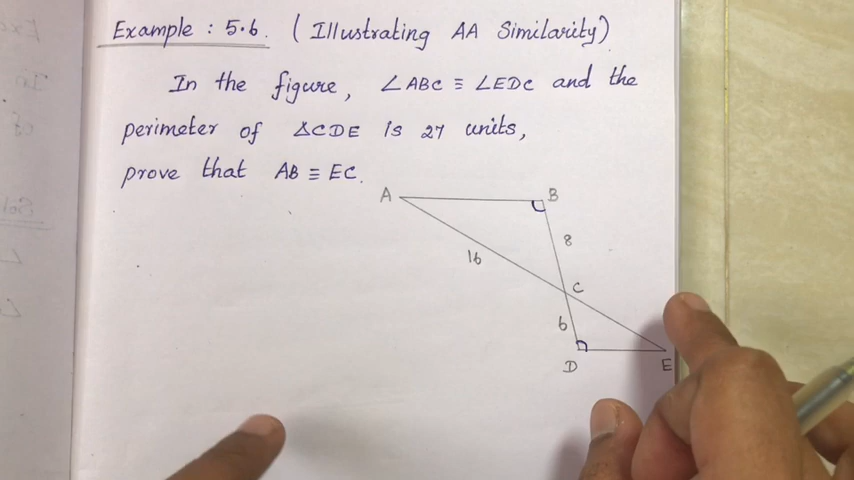 Example : 5.6. (Illustrating AA Similarity)
In the figure, ∠ABC ≡ ∠EDC and the
perimeter of ΔCDE is 27 units,
prove that AB ≡ EC.
A
B
8
16
C
6
D
E